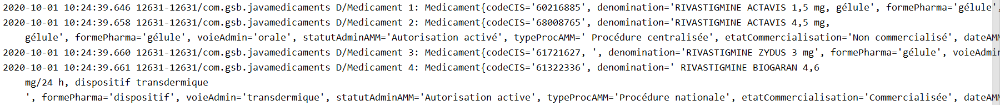 2020-10-01 10:24:39.646 12631-12631/com.gsb.javamedicaments D/Medicament 1: Medicament{codeCIS='60216885', denomination='RIVASTIGMINE ACTAVIS 1,5 mg, gélule', formePharma='gélule',
2020-10-01 10:24:39.658 12631-12631/com.gsb.javamedicaments D/Medicament 2: Medicament{codeCIS='68008765', denomination='RIVASTIGMINE ACTAVIS 4,5 mg,
gélule', formePharma='gélule', voieAdmin='orale', statutAdminAMM='Autorisation activé', typeProcAMM=' Procédure centralisée', etatCommercialisation='Non commercialisé', dateAMM
2020-10-01 10:24:39.660 12631-12631/com.gsb.javamedicaments D/Medicament 3: Medicament{codeCIS='61721627, ', denomination='RIVASTIGMINE ZYDUS 3 mg', formePharma='gélule', voieAdmin
2020-10-01 10:24:39.661 12631-12631/com.gsb.javamedicaments D/Medicament 4: Medicament{codeCIS='61322336', denomination=' RIVASTIGMINE BIOGARAN 4,6
mg/24 h, dispositif transdermique
', formePharma='dispositif', voieAdmin='transdermique', statutAdminAMM='Autorisation active', typeProcAMM='Procédure nationale', etatCommercialisation='Commercialisée', dateAMM